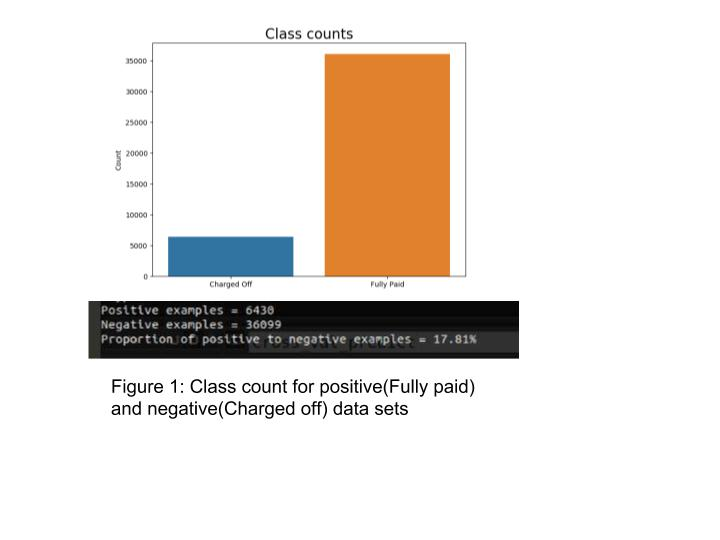 Class counts
35000
30000
25000
20000
15000
10000
5000
0
Count
Charged Off
Fully Paid
Positive examples = 6430
Negative examples = 36099
Proportion of positive to negative examples = 17.81%
Figure 1: Class count for positive(Fully paid)
and negative(Charged off) data sets